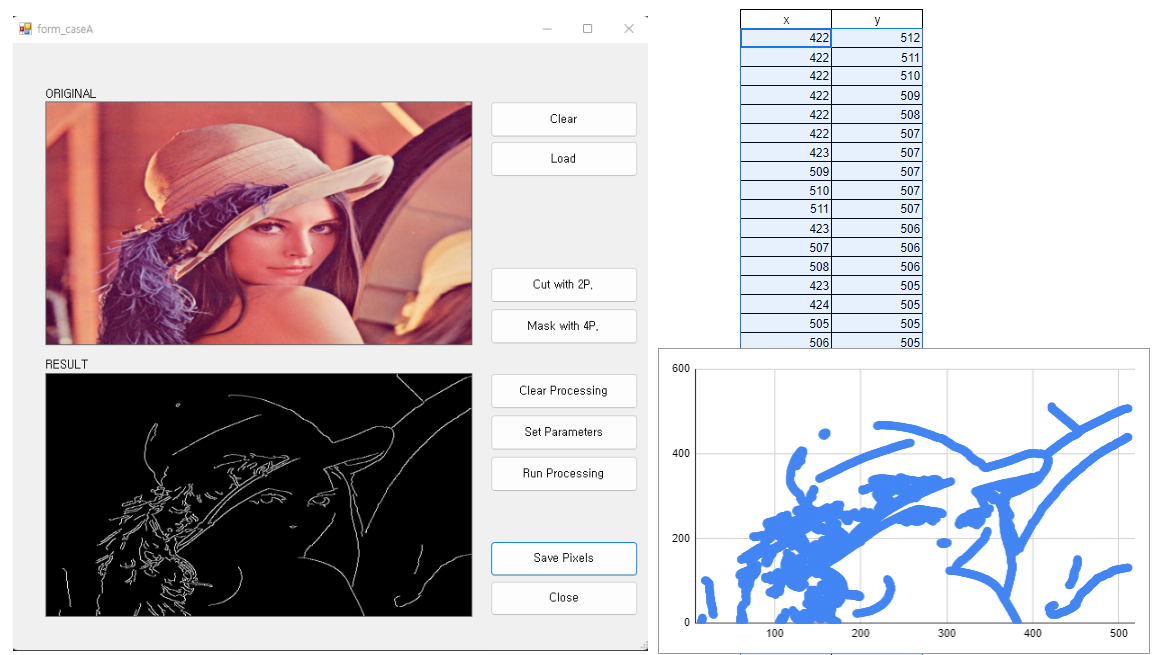 form_caseA
ORIGINAL
Clear
Load
Cut with 2P.
Mask with 4P.
RESULT
Clear Processing
Set Parameters
Run Processing
Save Pixels
Close
x y
422 512
422 511
422 510
422 509
422 508
422 507
423 507
509 507
510 507
511 507
423 506
507 506
508 506
423 505
424 505
505 505
506 505
600
400
200
0
100 200 300 400 500